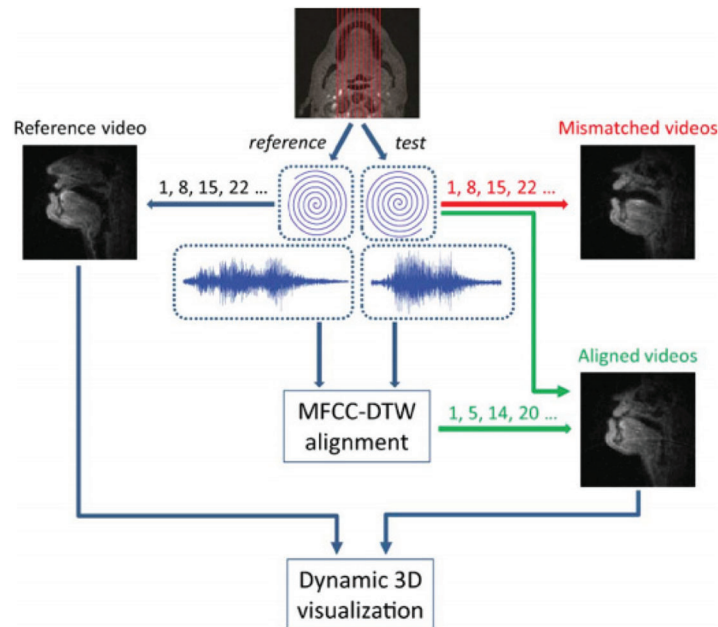 reference
test
Reference video
Mismatched videos
1, 8, 15, 22 ...
1, 8, 15, 22 ...
Aligned videos
MFCC-DTW
alignment
1, 5, 14, 20 ...
Dynamic 3D
visualization